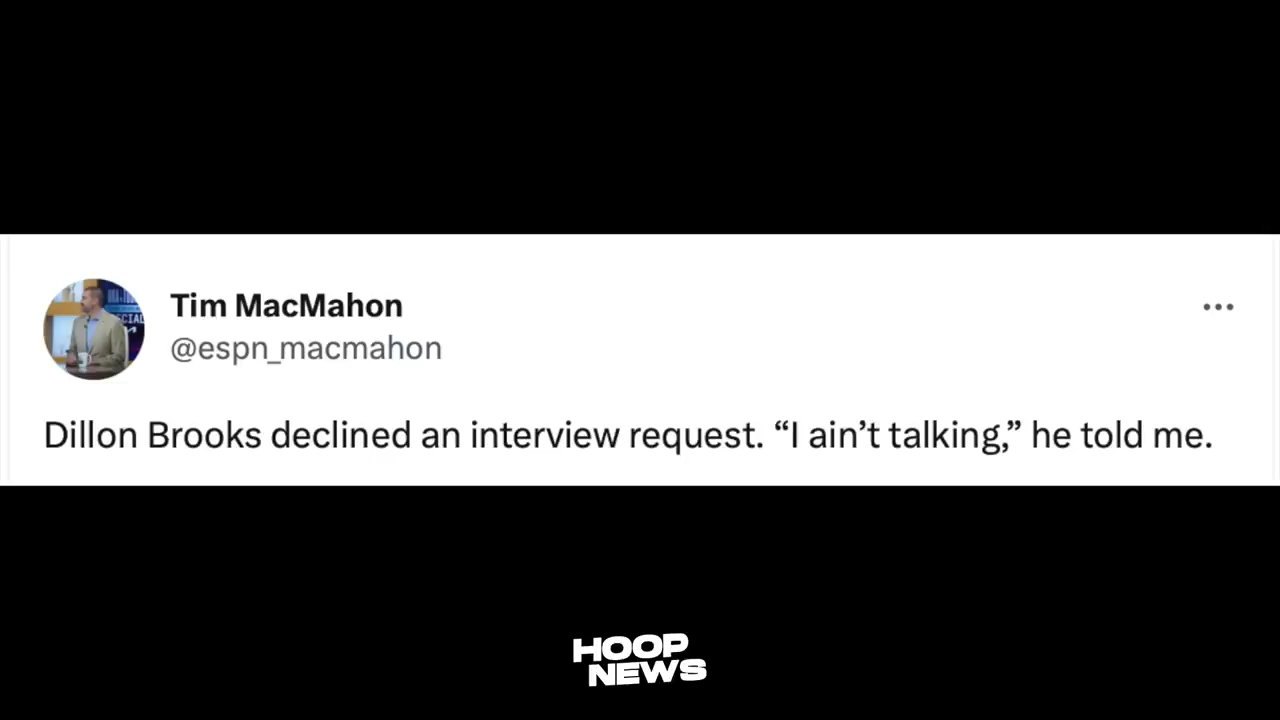 Tim MacMahon
@espn_macmahon
Dillon Brooks declined an interview request. “I ain’t talking,” he told me.
HOOP
NEWS